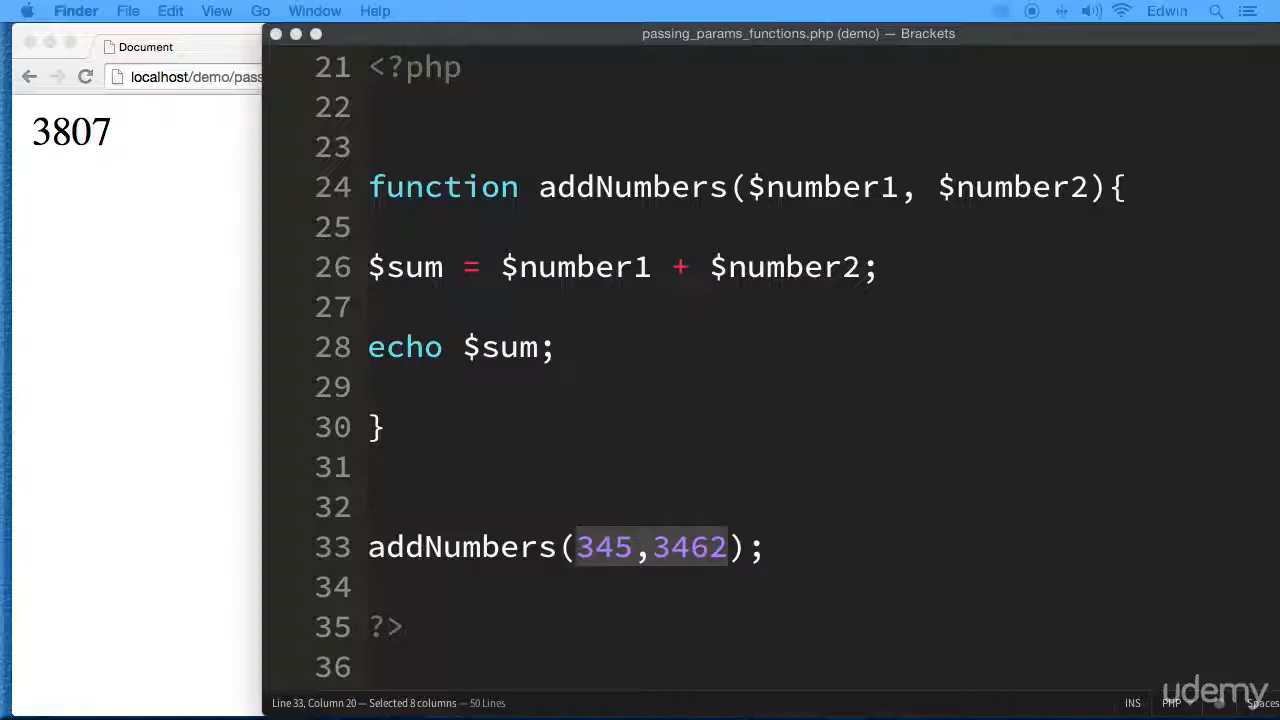 Finder File Edit View Go Window Help Edwin
passing_params_functions.php (demo) — Brackets
Document
localhost/demo/pass
3807
21 <?php
22
23
24 function addNumbers($number1, $number2){
25
26 $sum = $number1 + $number2;
27
28 echo $sum;
29
30 }
31
32
33 addNumbers(345,3462);
34
35 ?>
36
Line 33, Column 20 — Selected 8 columns — 50 Lines INS PHP Spaces
udemy